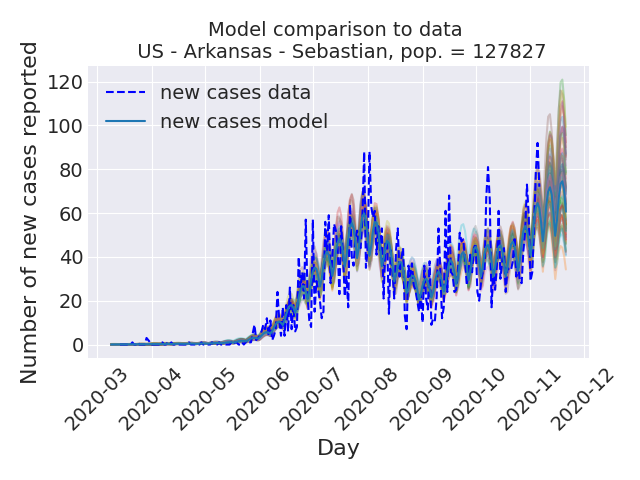 Model comparison to data
US - Arkansas - Sebastian, pop. = 127827
Number of new cases reported
120
100
80
60
40
20
0
new cases data
new cases model
2020-03
2020-04
2020-05
2020-06
2020-07
2020-08
2020-09
2020-10
2020-11
2020-12
Day